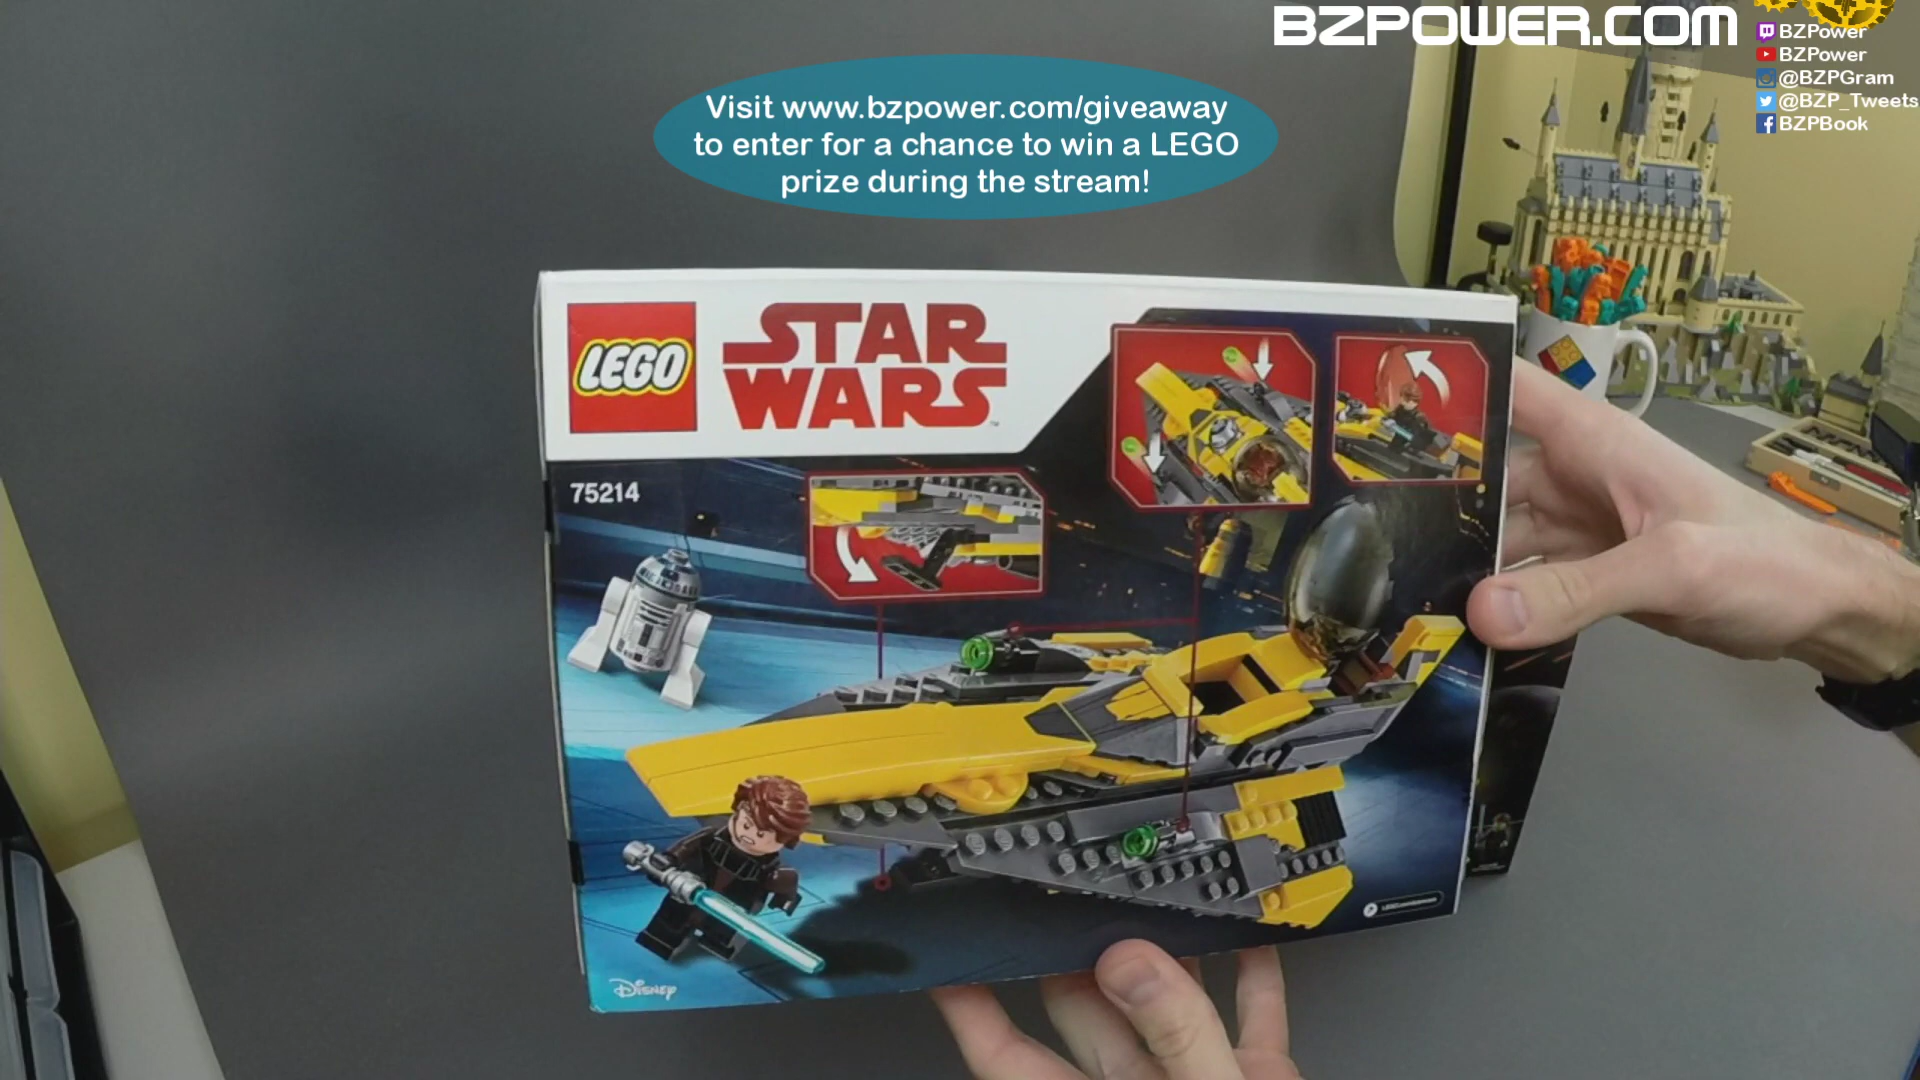 BZPOWER.COM
BZPower
BZPower
@BZPGram
@BZP_Tweets
BZPBook
Visit www.bzpower.com/giveaway
to enter for a chance to win a LEGO
prize during the stream!
LEGO
STAR
WARS
75214
Disney